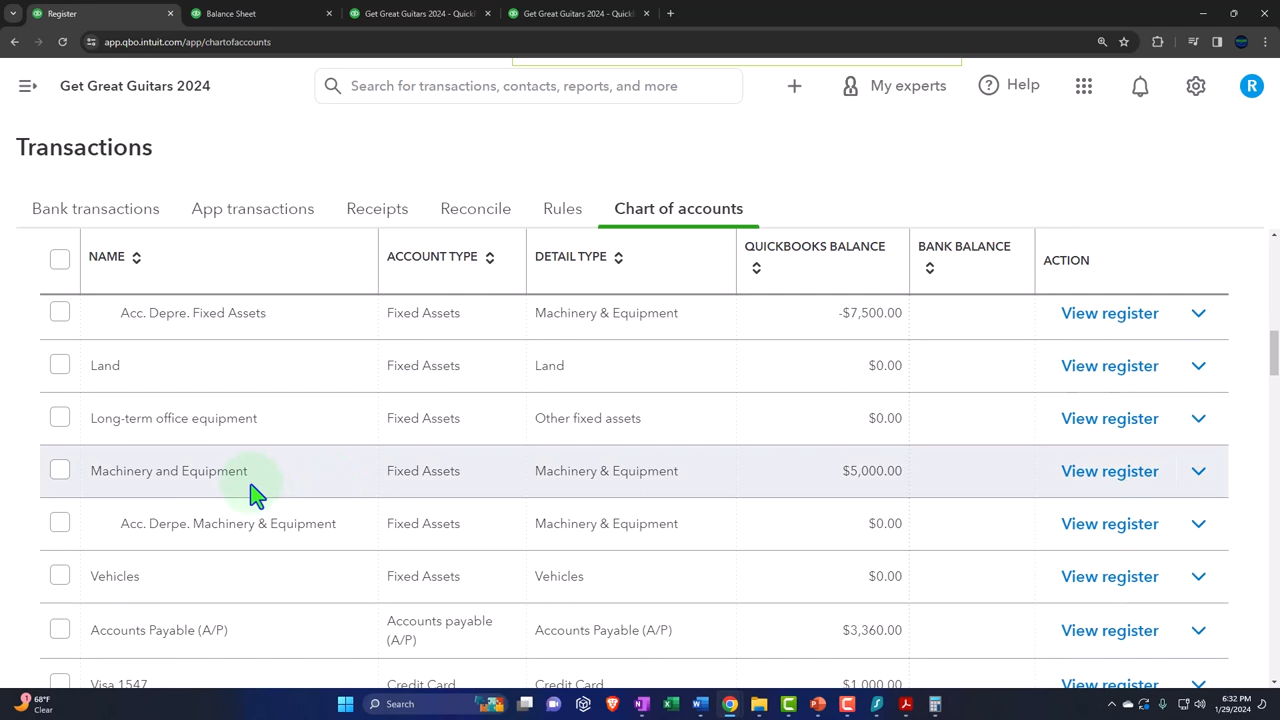 Register
Balance Sheet
Get Great Guitars 2024 - Quick
Get Great Guitars 2024 - Quick
app.qbo.intuit.com/app/chartofaccounts
Get Great Guitars 2024
Search for transactions, contacts, reports, and more
My experts
Help
R
Transactions
Bank transactions App transactions Receipts Reconcile Rules Chart of accounts
NAME ACCOUNT TYPE DETAIL TYPE QUICKBOOKS BALANCE BANK BALANCE ACTION
Acc. Depre. Fixed Assets Fixed Assets Machinery & Equipment -$7,500.00 View register
Land Fixed Assets Land $0.00 View register
Long-term office equipment Fixed Assets Other fixed assets $0.00 View register
Machinery and Equipment Fixed Assets Machinery & Equipment $5,000.00 View register
Acc. Derpe. Machinery & Equipment Fixed Assets Machinery & Equipment $0.00 View register
Vehicles Fixed Assets Vehicles $0.00 View register
Accounts Payable (A/P) Accounts payable (A/P) Accounts Payable (A/P) $3,360.00 View register
Visa 1547 Credit Card Credit Card $1,000.00 View register
68°F
Clear
Search
6:32 PM
1/29/2024